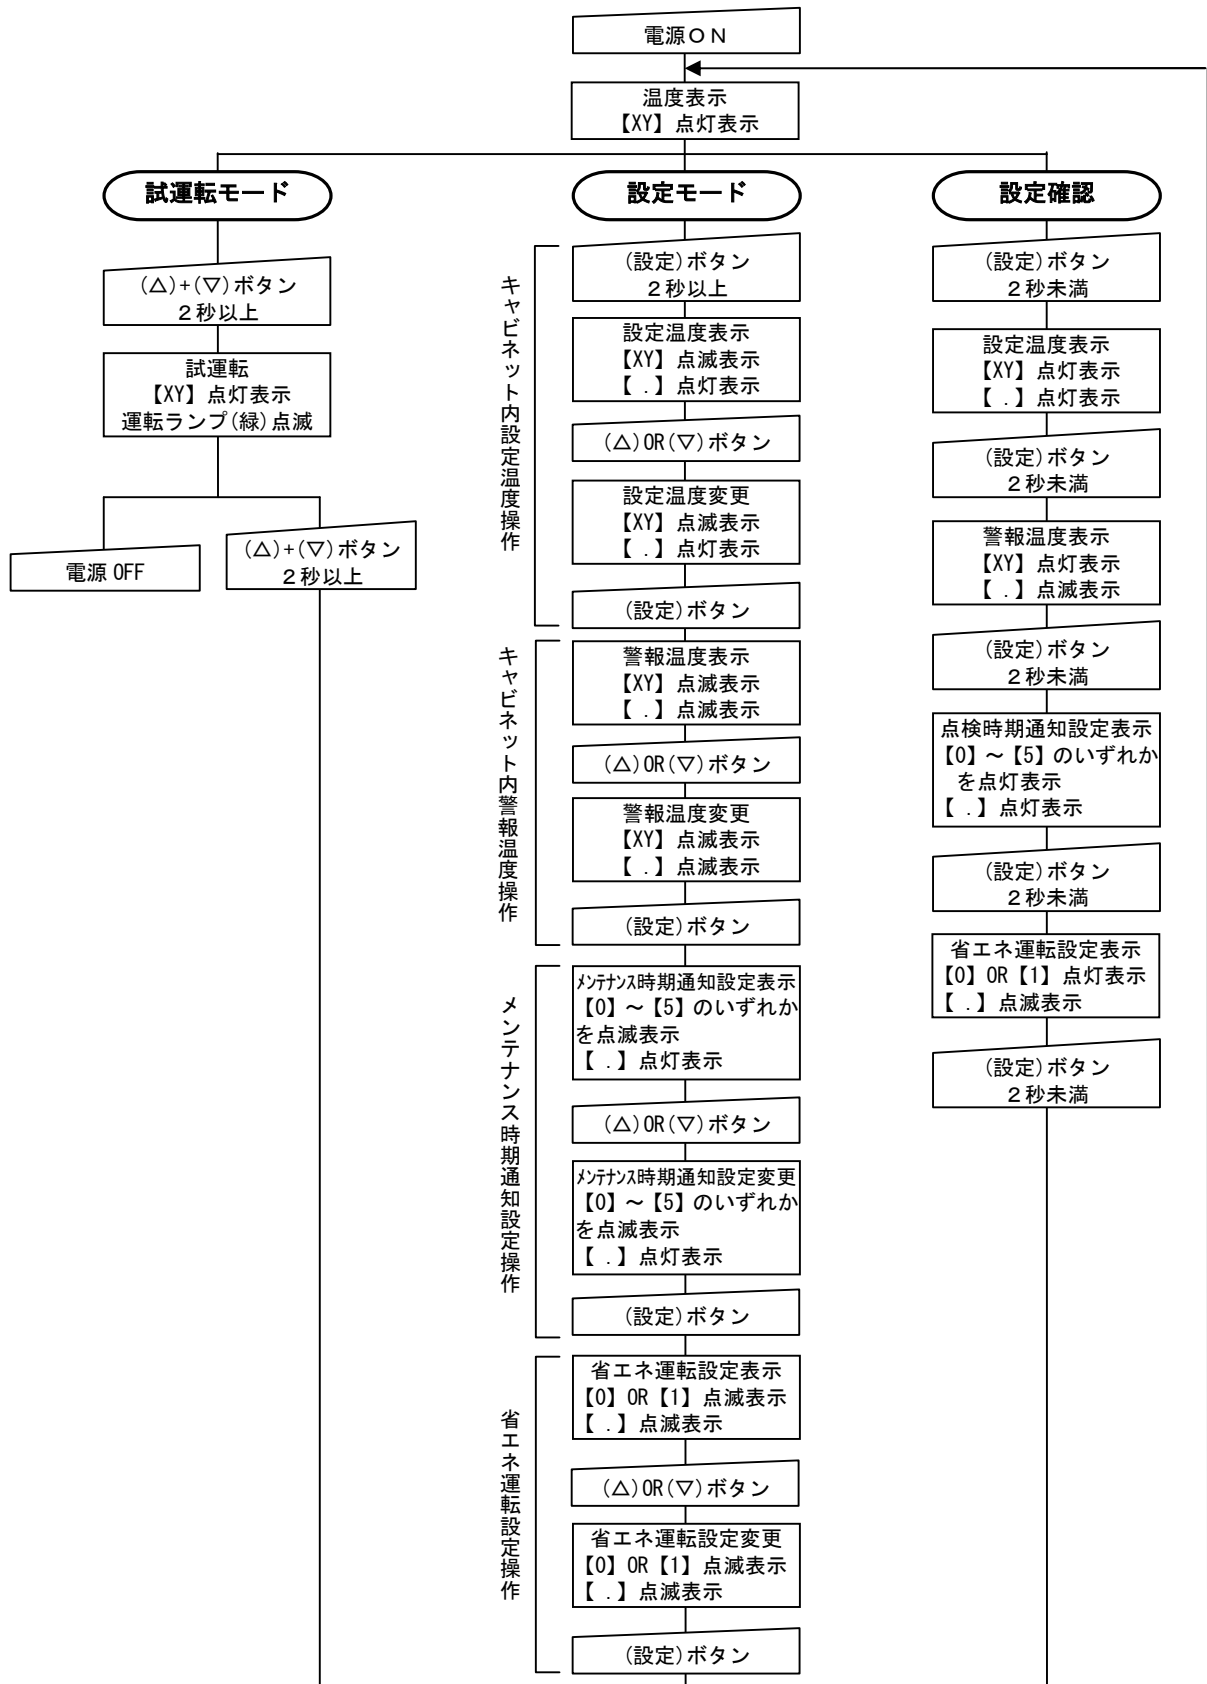 電源ＯＮ
温度表示
【XY】点灯表示
試運転モード
(△)+(▽)ボタン
２秒以上
試運転
【XY】点灯表示
運転ランプ(緑)点滅
電源 OFF
(△)+(▽)ボタン
２秒以上
設定モード
キャビネット内設定温度操作
(設定)ボタン
２秒以上
設定温度表示
【XY】点滅表示
【 .】点灯表示
(△)OR(▽)ボタン
設定温度変更
【XY】点滅表示
【 .】点灯表示
(設定)ボタン
キャビネット内警報温度操作
警報温度表示
【XY】点滅表示
【 .】点滅表示
(△)OR(▽)ボタン
警報温度変更
【XY】点滅表示
【 .】点滅表示
(設定)ボタン
メンテナンス時期通知設定操作
ﾒﾝﾃﾅﾝｽ時期通知設定表示
【0】～【5】のいずれか
を点滅表示
【 .】点灯表示
(△)OR(▽)ボタン
ﾒﾝﾃﾅﾝｽ時期通知設定変更
【0】～【5】のいずれか
を点滅表示
【 .】点灯表示
(設定)ボタン
省エネ運転設定操作
省エネ運転設定表示
【0】OR【1】点滅表示
【 .】点滅表示
(△)OR(▽)ボタン
省エネ運転設定変更
【0】OR【1】点滅表示
【 .】点滅表示
(設定)ボタン
設定確認
(設定)ボタン
２秒未満
設定温度表示
【XY】点灯表示
【 .】点灯表示
(設定)ボタン
２秒未満
警報温度表示
【XY】点灯表示
【 .】点滅表示
(設定)ボタン
２秒未満
点検時期通知設定表示
【0】～【5】のいずれか
を点灯表示
【 .】点灯表示
(設定)ボタン
２秒未満
省エネ運転設定表示
【0】OR【1】点灯表示
【 .】点滅表示
(設定)ボタン
２秒未満